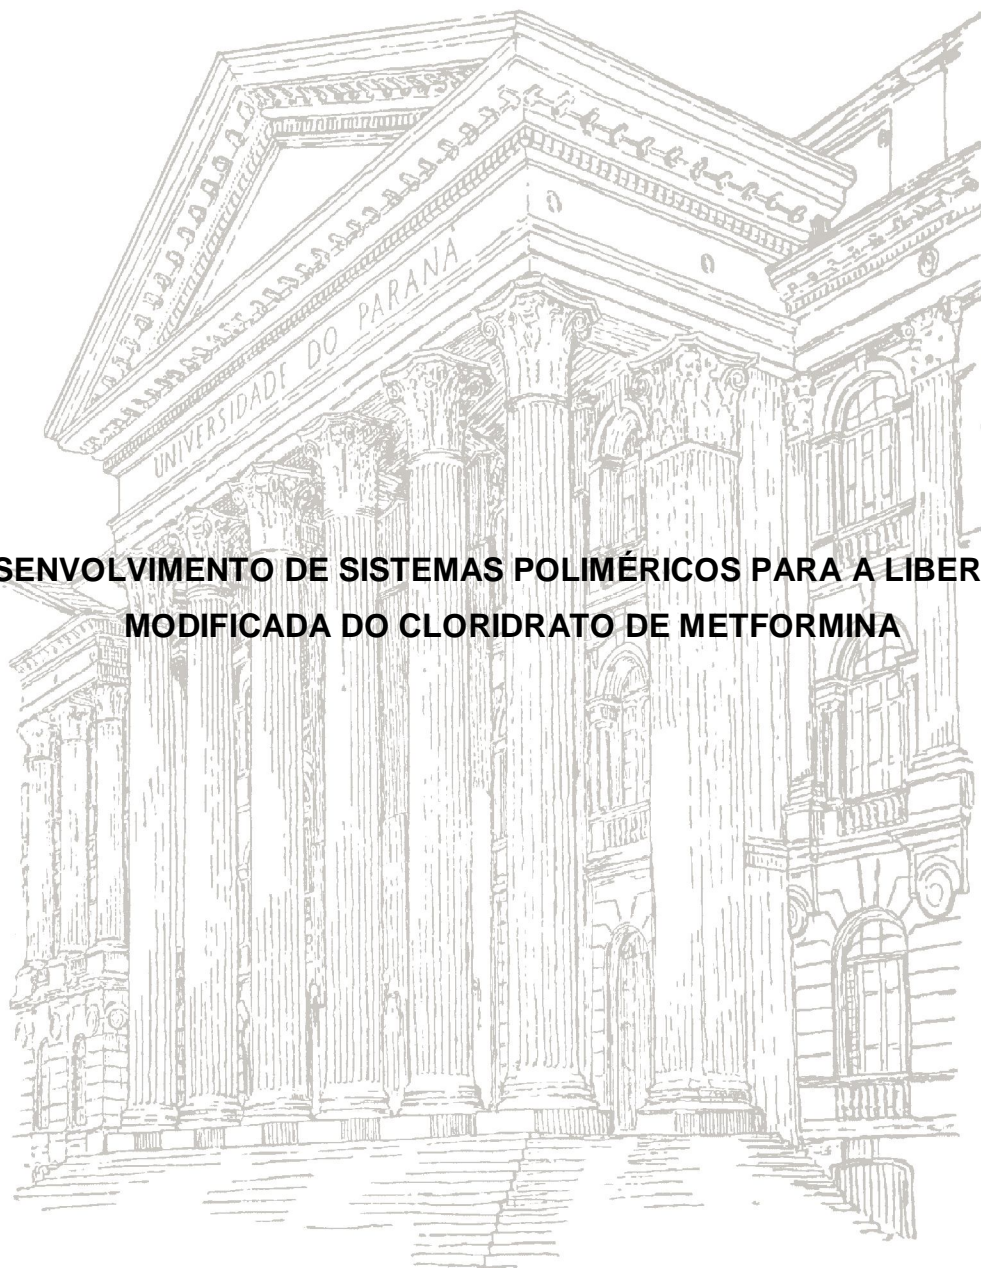 UNIVERSIDADE DO PARANÁ
SENVOLVIMENTO DE SISTEMAS POLIMÉRICOS PARA A LIBER
MODIFICADA DO CLORIDRATO DE METFORMINA